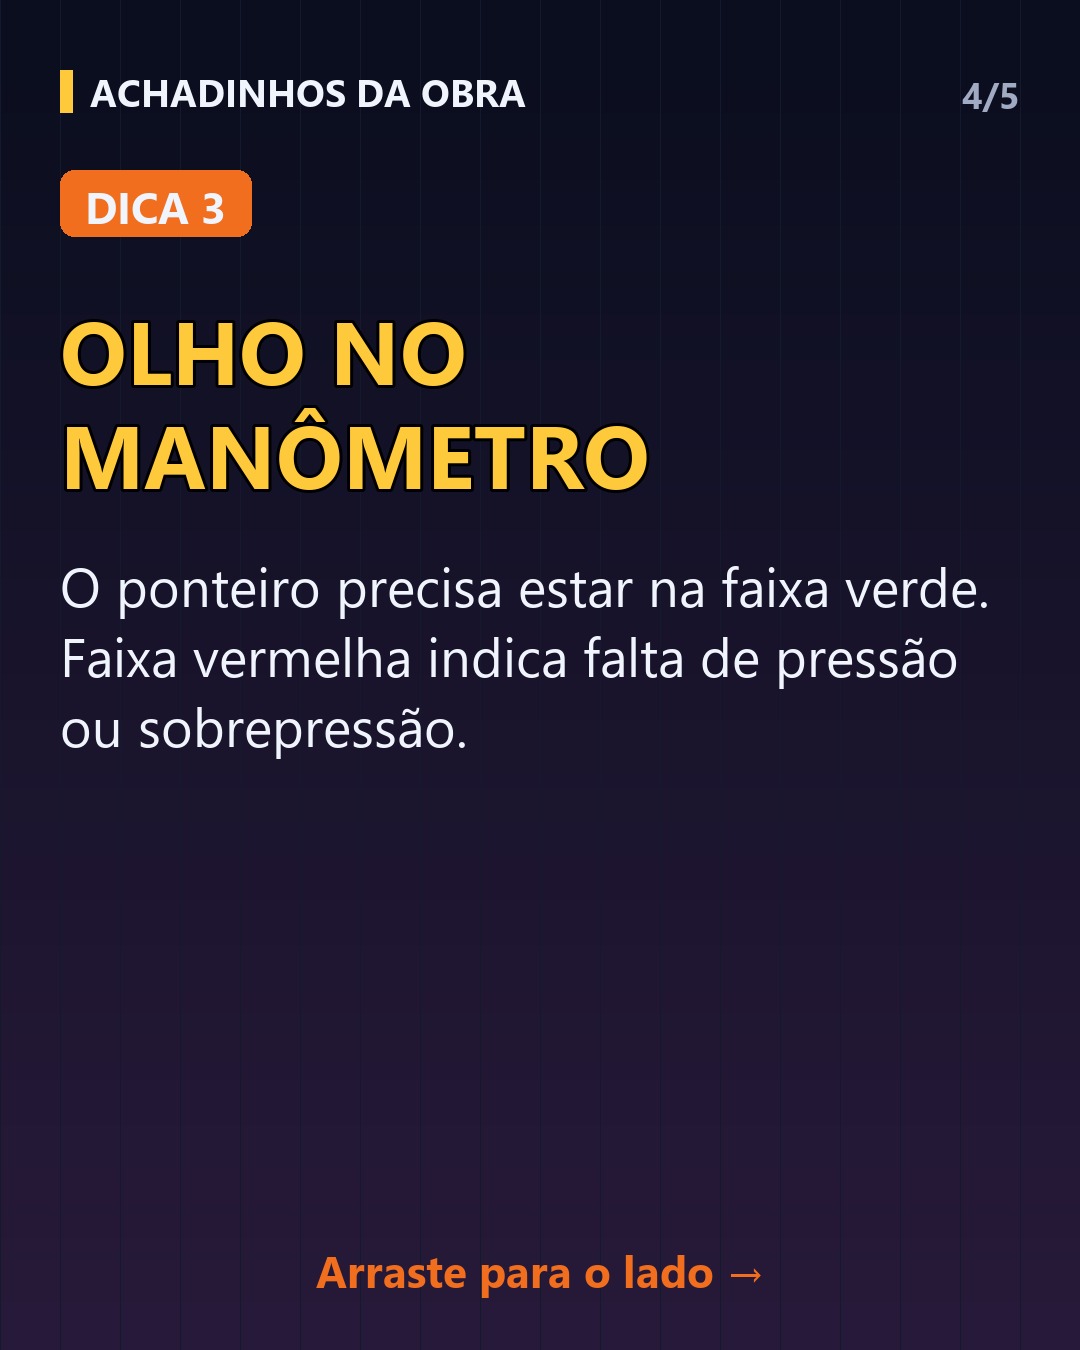 ACHADINHOS DA OBRA
4/5
DICA 3
OLHO NO
MANÔMETRO
O ponteiro precisa estar na faixa verde.
Faixa vermelha indica falta de pressão
ou sobrepressão.
Arraste para o lado →